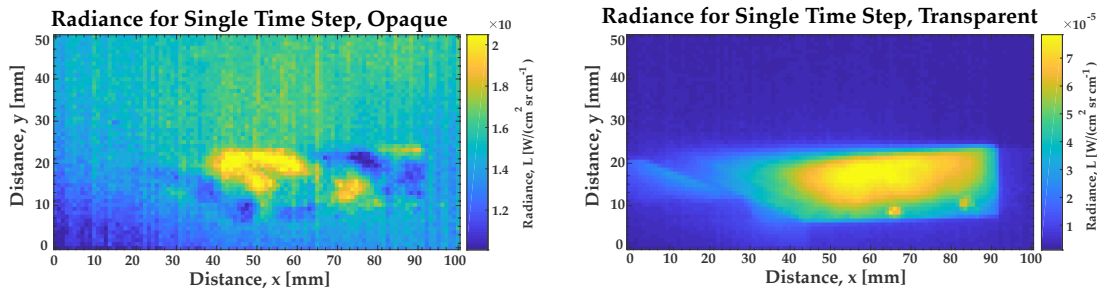 Radiance for Single Time Step, Opaque
×10
50
40
30
20
10
0
0 10 20 30 40 50 60 70 80 90 100
Distance, x [mm]
Distance, y [mm]
2
1.8
1.6
1.4
1.2
Radiance, L [W/(cm² sr cm⁻¹)
Radiance for Single Time Step, Transparent
×10⁻⁵
50
40
30
20
10
0
0 10 20 30 40 50 60 70 80 90 100
Distance, x [mm]
Distance, y [mm]
7
6
5
4
3
2
1
Radiance, L [W/(cm² sr cm⁻¹)